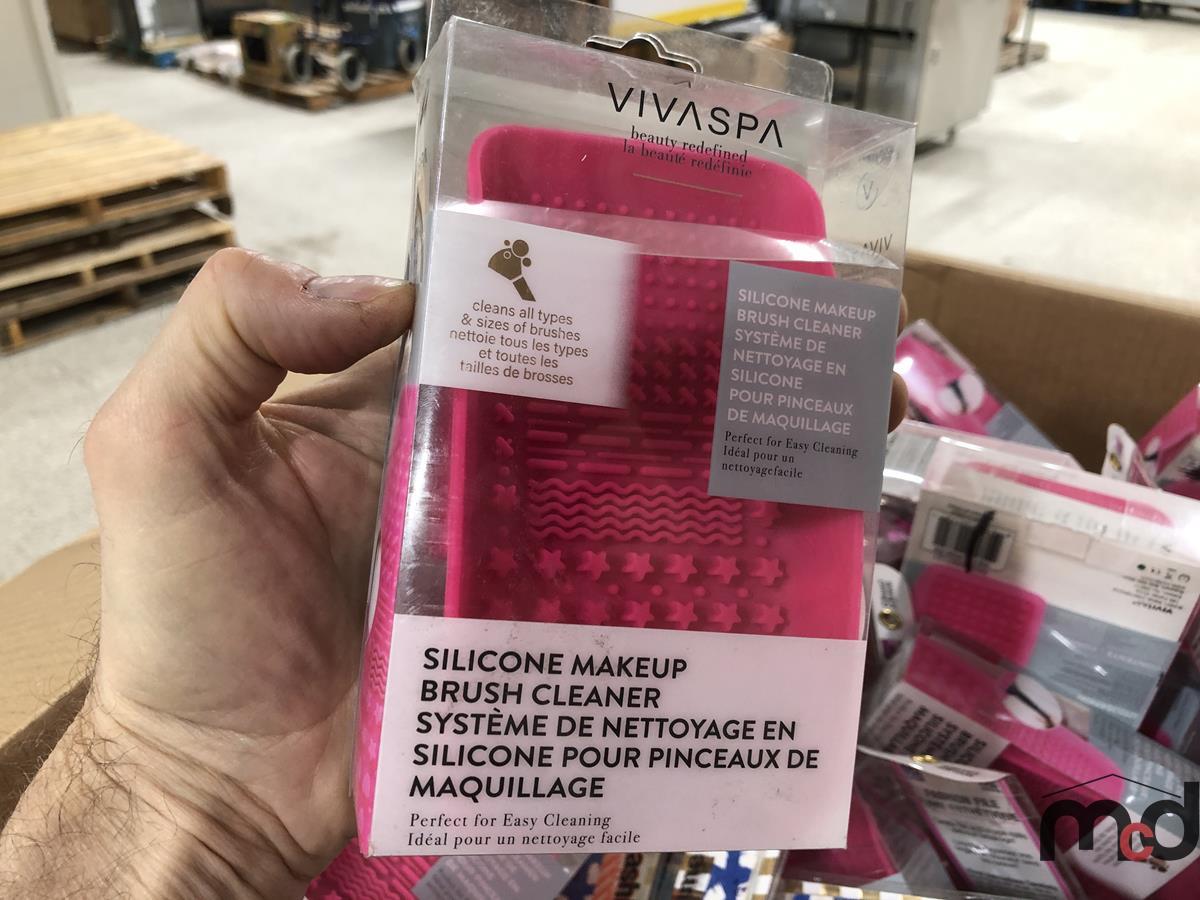 VIVASPA
beauty redefined
la beauté redéfinie
V
VIVA
cleans all types
& sizes of brushes
nettoie tous les types
et toutes les
tailles de brosses
SILICONE MAKEUP
BRUSH CLEANER
SYSTÈME DE
NETTOYAGE EN
SILICONE
POUR PINCEAUX
DE MAQUILLAGE
Perfect for Easy Cleaning
Idéal pour un
nettoyagefacile
SILICONE MAKEUP
BRUSH CLEANER
SYSTÈME DE NETTOYAGE EN
SILICONE POUR PINCEAUX DE
MAQUILLAGE
Perfect for Easy Cleaning
Idéal pour un nettoyage facile
VIVASPA
mcd